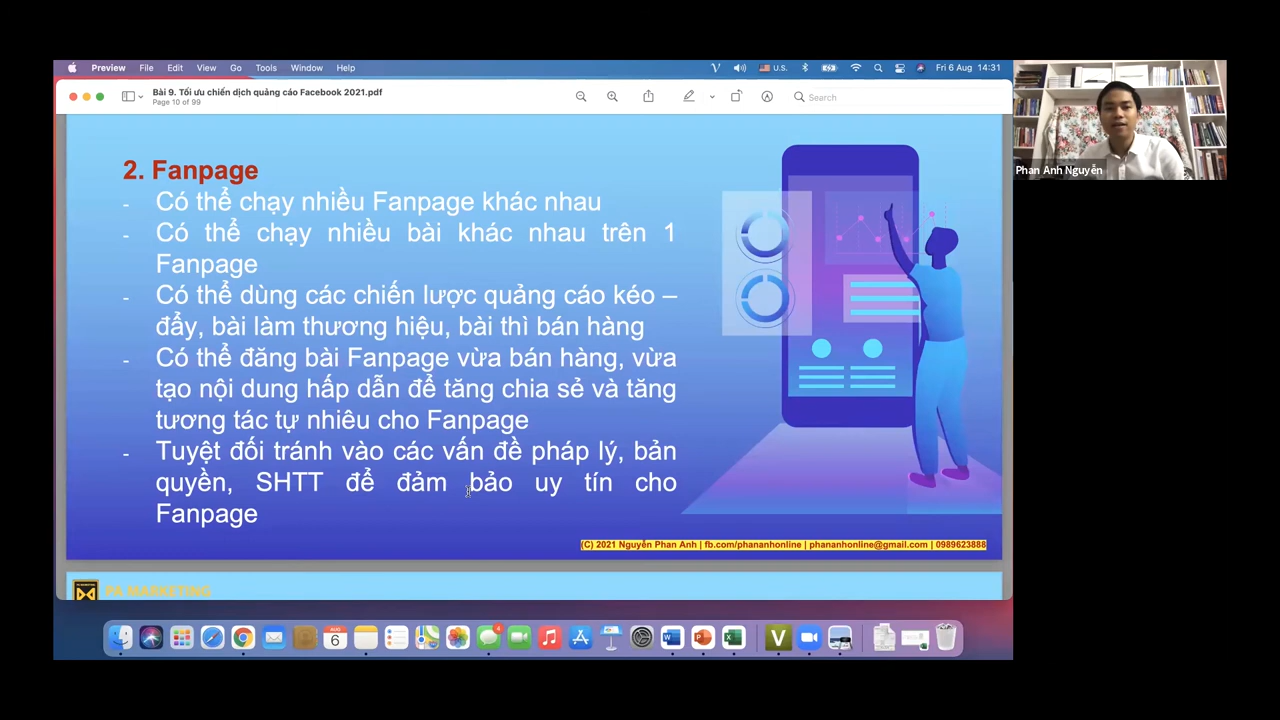 Preview File Edit View Go Tools Window Help
U.S. Fri 6 Aug 14:31
Bài 9. Tối ưu chiến dịch quảng cáo Facebook 2021.pdf
Page 10 of 99
Search
Phan Anh Nguyễn
2. Fanpage
- Có thể chạy nhiều Fanpage khác nhau
- Có thể chạy nhiều bài khác nhau trên 1
Fanpage
- Có thể dùng các chiến lược quảng cáo kéo –
đẩy, bài làm thương hiệu, bài thì bán hàng
- Có thể đăng bài Fanpage vừa bán hàng, vừa
tạo nội dung hấp dẫn để tăng chia sẻ và tăng
tương tác tự nhiêu cho Fanpage
- Tuyệt đối tránh vào các vấn đề pháp lý, bản
quyền, SHTT để đảm bảo uy tín cho
Fanpage
(C) 2021 Nguyễn Phan Anh | fb.com/phananhonline | phananhonline@gmail.com | 0989623888
PA MARKETING
AUG
6
4